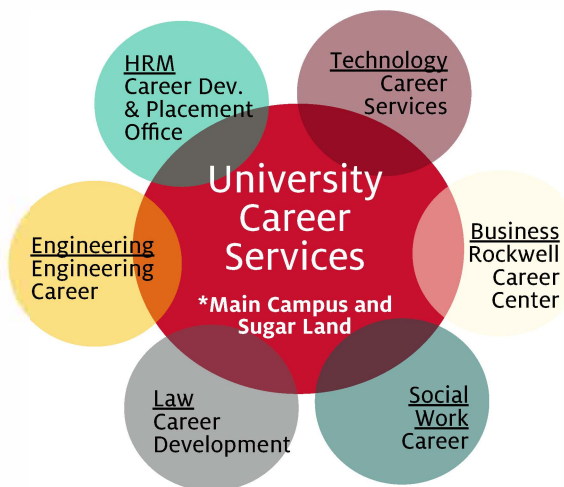 HRM
Career Dev.
& Placement
Office
Technology
Career
Services
University
Career
Services
*Main Campus and
Sugar Land
Engineering
Engineering
Career
Business
Rockwell
Career
Center
Law
Career
Development
Social
Work
Career